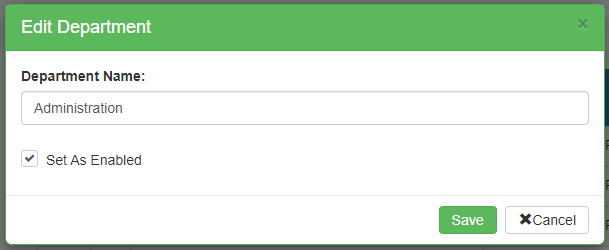 Edit Department
×
Department Name:
Administration
Set As Enabled
Save ✖Cancel